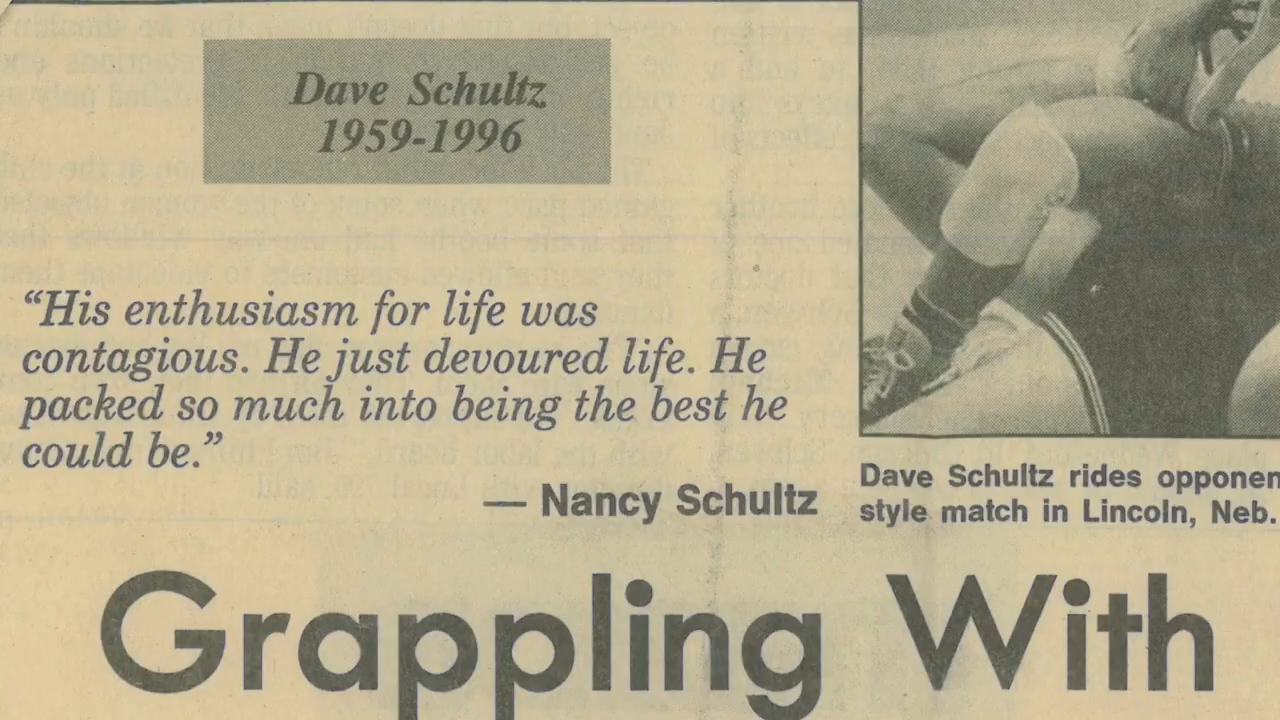 Dave Schultz
1959-1996
“His enthusiasm for life was
contagious. He just devoured life. He
packed so much into being the best he
could be.”
— Nancy Schultz
Dave Schultz rides opponen
style match in Lincoln, Neb.
Grappling With